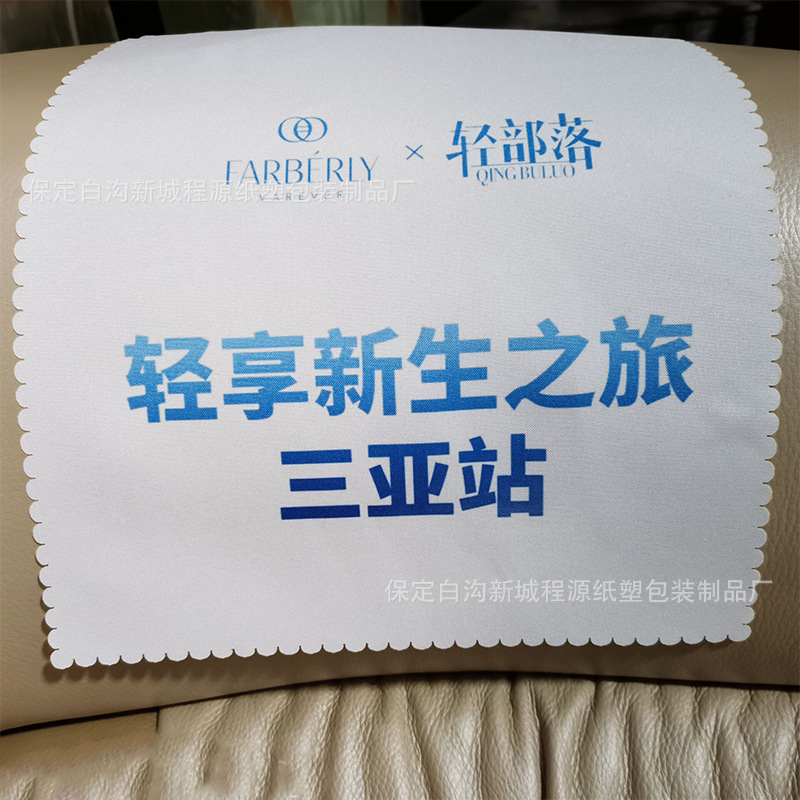 FARBÉRLY × 轻部落
VAREVER QING BULUO
保定白沟新城程源纸塑包装制品厂
轻享新生之旅
三亚站
保定白沟新城程源纸塑包装制品厂